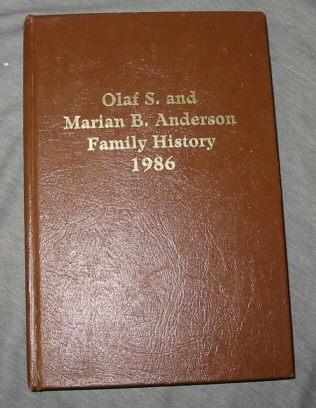 Olaf S. and
Marian B. Anderson
Family History
1986